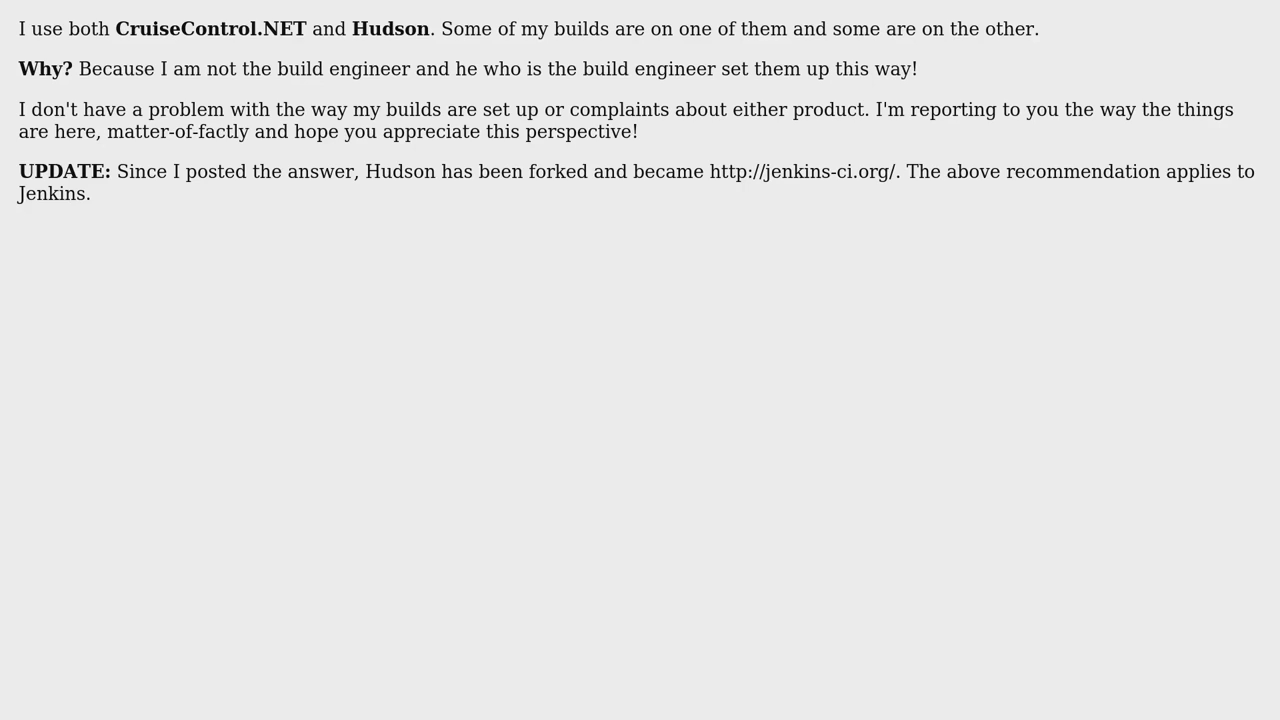 I use both CruiseControl.NET and Hudson. Some of my builds are on one of them and some are on the other.
Why? Because I am not the build engineer and he who is the build engineer set them up this way!
I don't have a problem with the way my builds are set up or complaints about either product. I'm reporting to you the way the things
are here, matter-of-factly and hope you appreciate this perspective!
UPDATE: Since I posted the answer, Hudson has been forked and became http://jenkins-ci.org/. The above recommendation applies to
Jenkins.